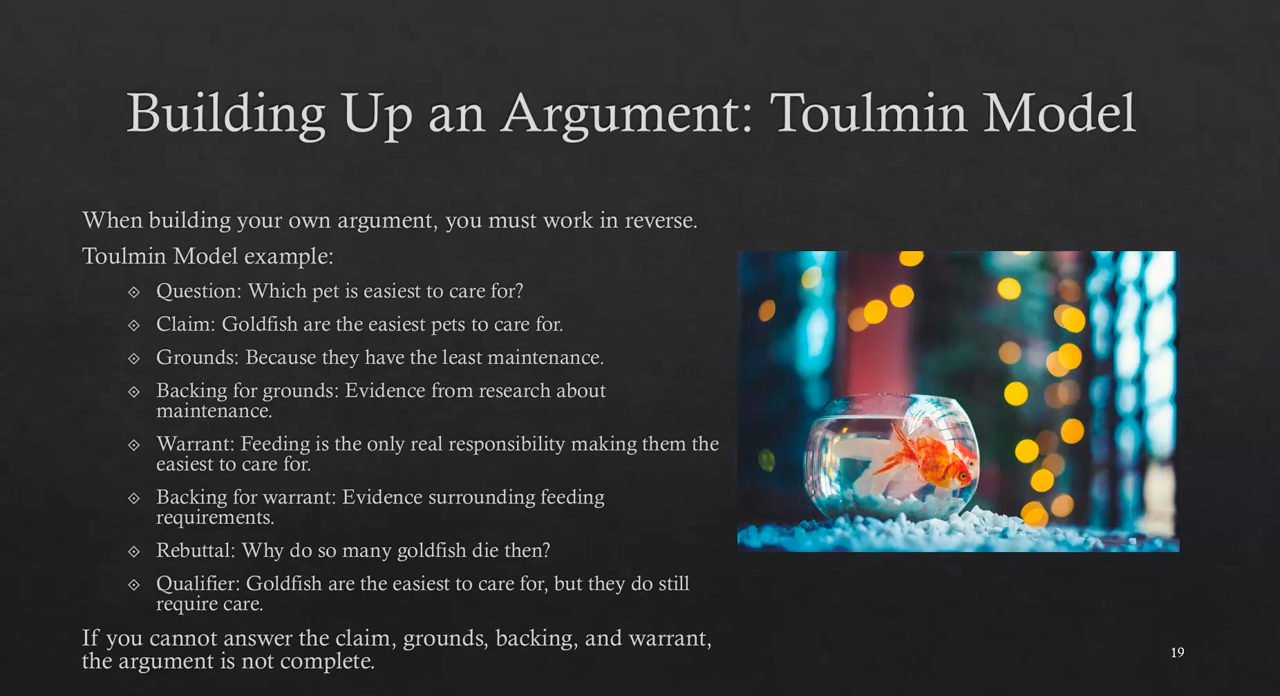 Building Up an Argument: Toulmin Model
When building your own argument, you must work in reverse.
Toulmin Model example:
Question: Which pet is easiest to care for?
Claim: Goldfish are the easiest pets to care for.
Grounds: Because they have the least maintenance.
Backing for grounds: Evidence from research about
maintenance.
Warrant: Feeding is the only real responsibility making them the
easiest to care for.
Backing for warrant: Evidence surrounding feeding
requirements.
Rebuttal: Why do so many goldfish die then?
Qualifier: Goldfish are the easiest to care for, but they do still
require care.
If you cannot answer the claim, grounds, backing, and warrant,
the argument is not complete.
19